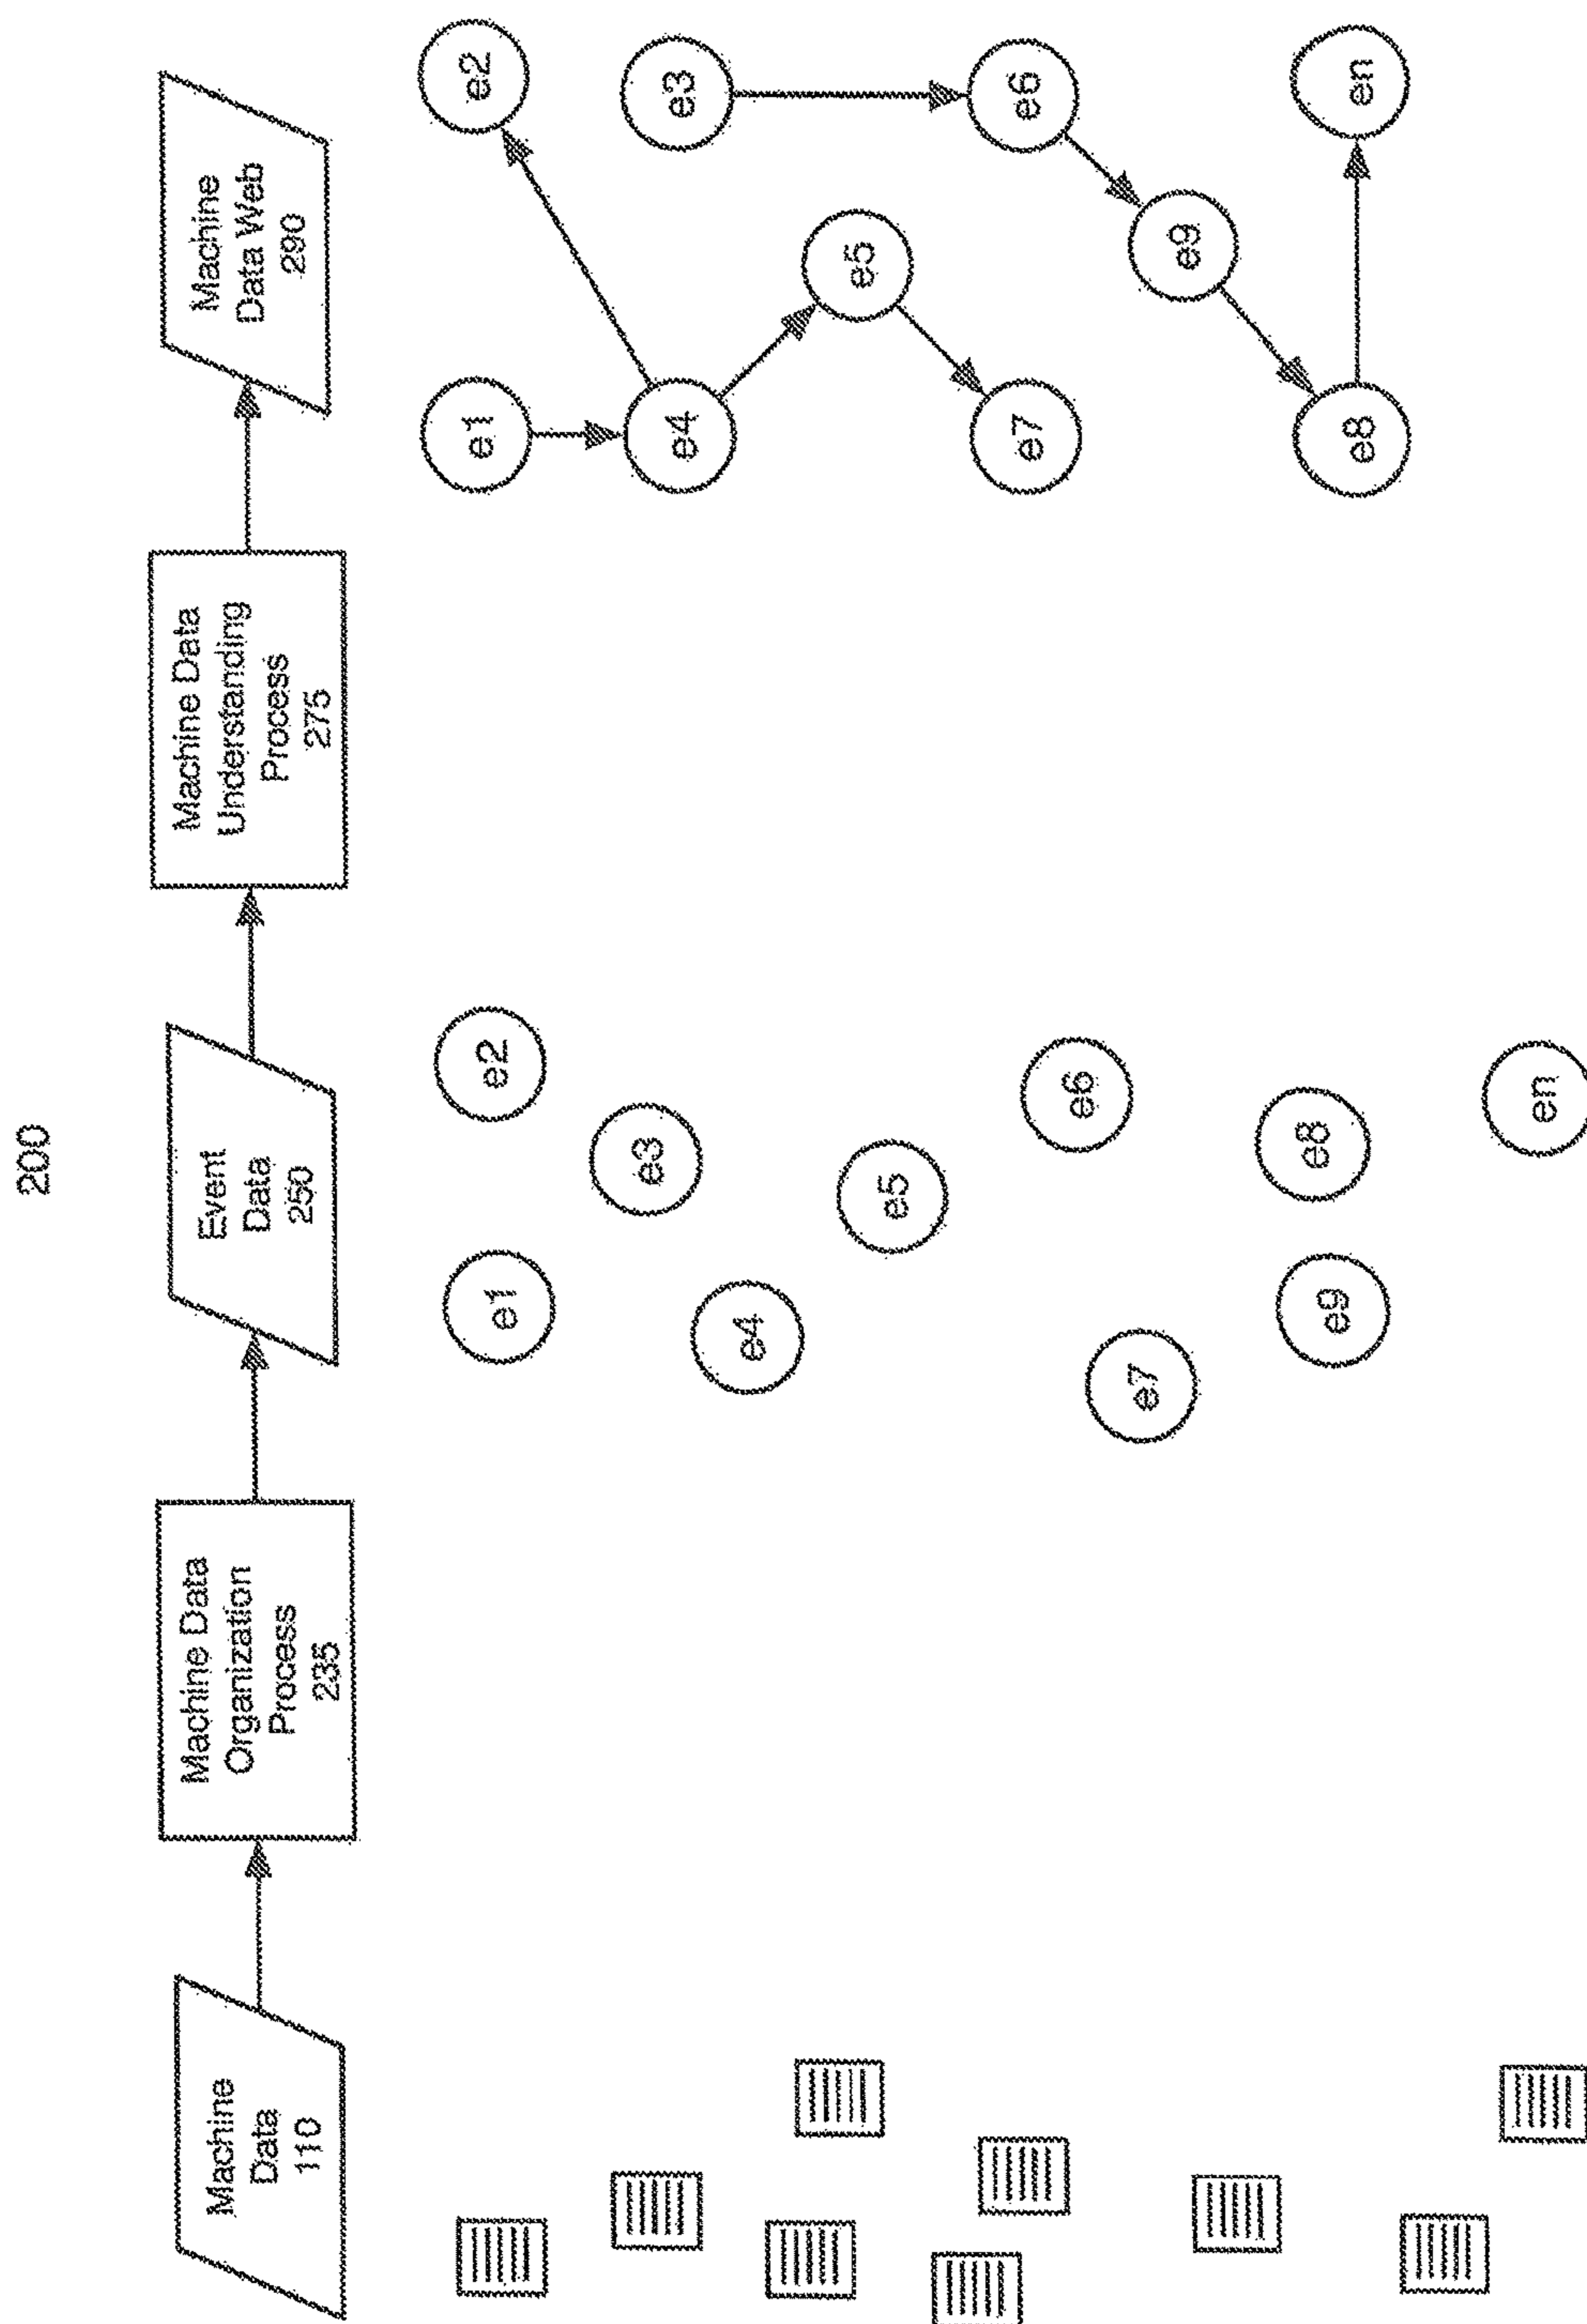 200
Machine
Data
110
Machine Data
Organization
Process
235
Event
Data
250
Machine Data
Understanding
Process
275
Machine
Data Web
290
e1
e2
e3
e4
e5
e6
e7
e8
e9
en
e1
e2
e4
e3
e5
e7
e6
e9
e8
en